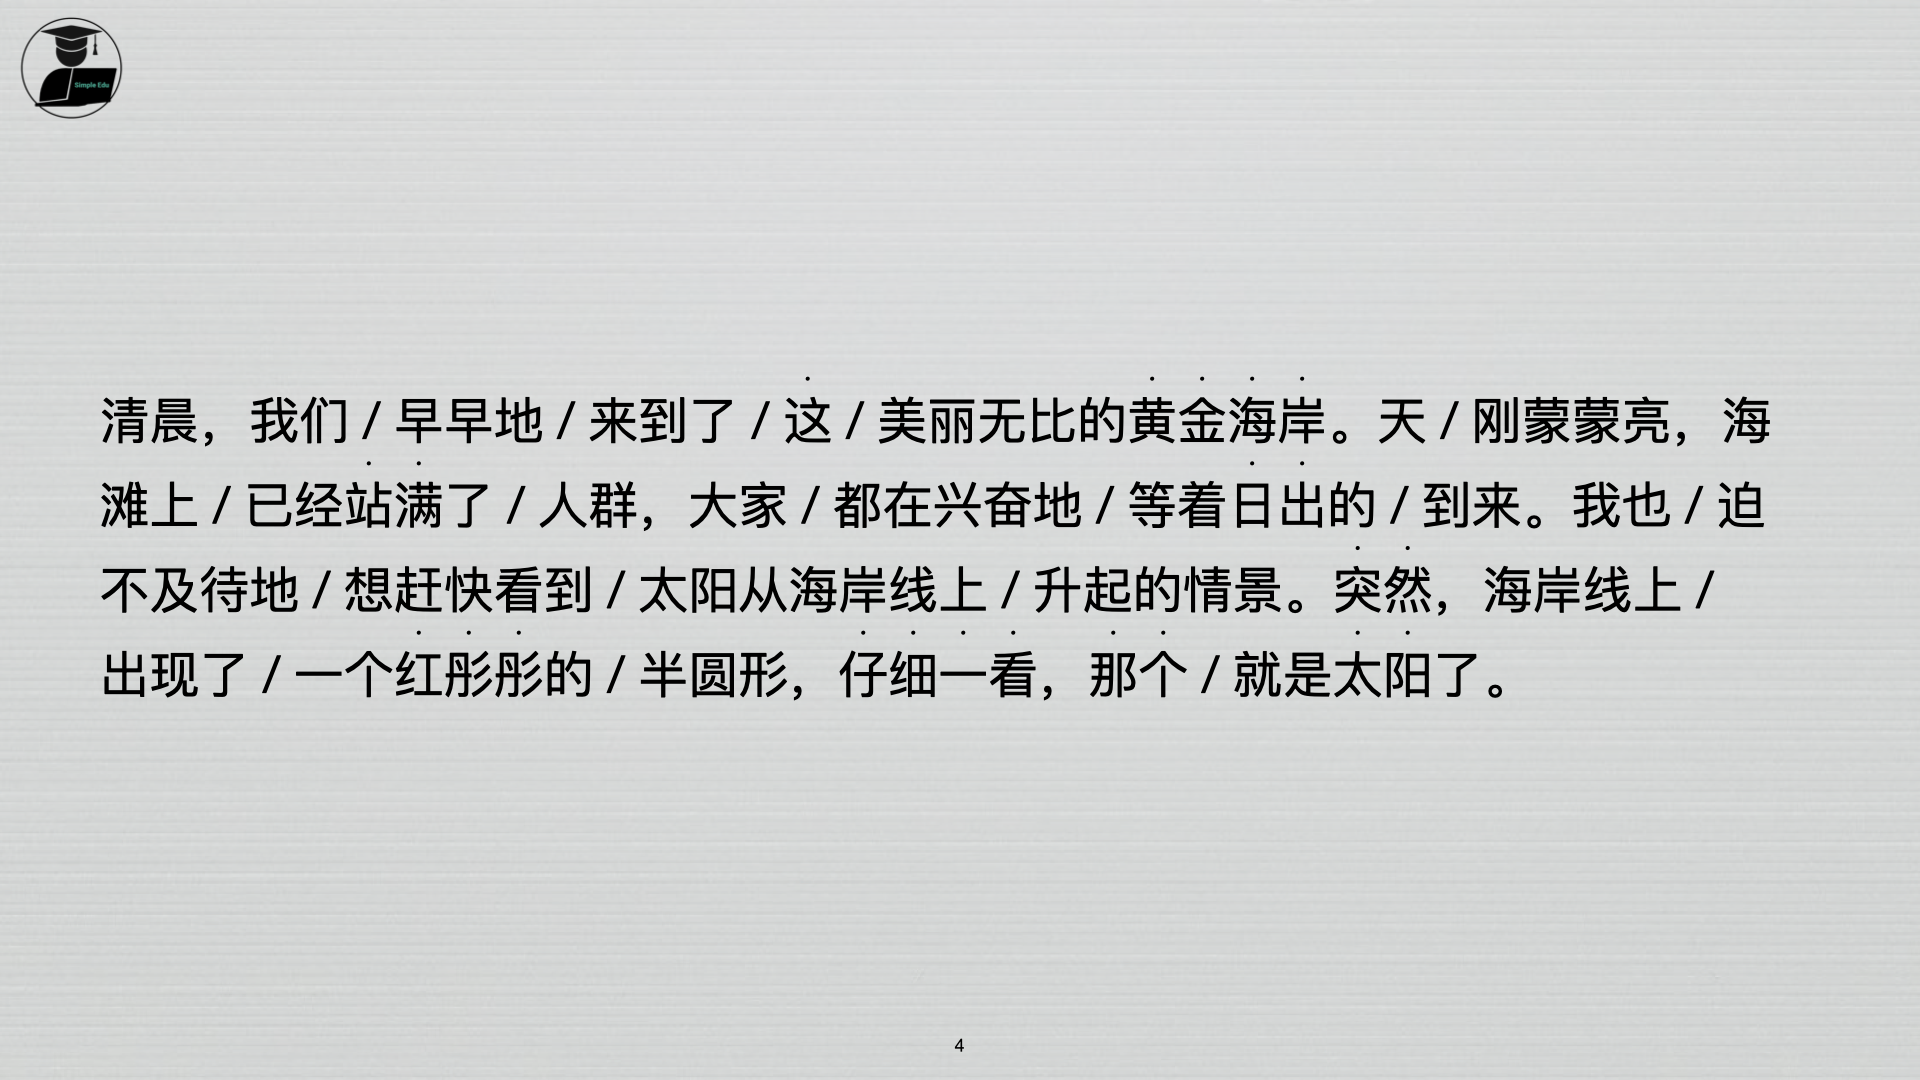 Simple Edu
清晨，我们 / 早早地 / 来到了 / 这 / 美丽无比的黄金海岸。天 / 刚蒙蒙亮，海
滩上 / 已经站满了 / 人群，大家 / 都在兴奋地 / 等着日出的 / 到来。我也 / 迫
不及待地 / 想赶快看到 / 太阳从海岸线上 / 升起的情景。突然，海岸线上 /
出现了 / 一个红彤彤的 / 半圆形，仔细一看，那个 / 就是太阳了。
4